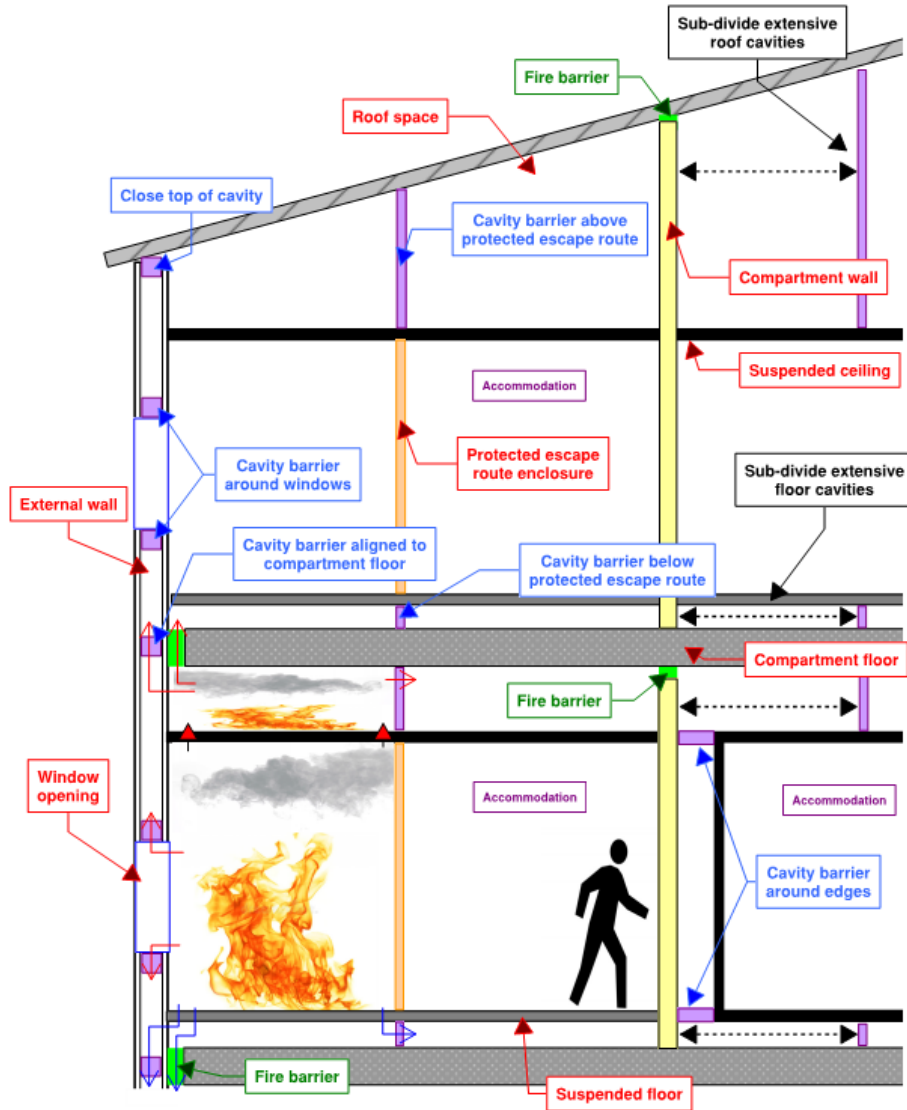 Sub-divide extensive
roof cavities
Fire barrier
Roof space
Close top of cavity
Cavity barrier above
protected escape route
Compartment wall
Suspended ceiling
Accommodation
Protected escape
route enclosure
Cavity barrier
around windows
Sub-divide extensive
floor cavities
External wall
Cavity barrier aligned to
compartment floor
Cavity barrier below
protected escape route
Compartment floor
Fire barrier
Window
opening
Accommodation
Accommodation
Cavity barrier
around edges
Fire barrier
Suspended floor